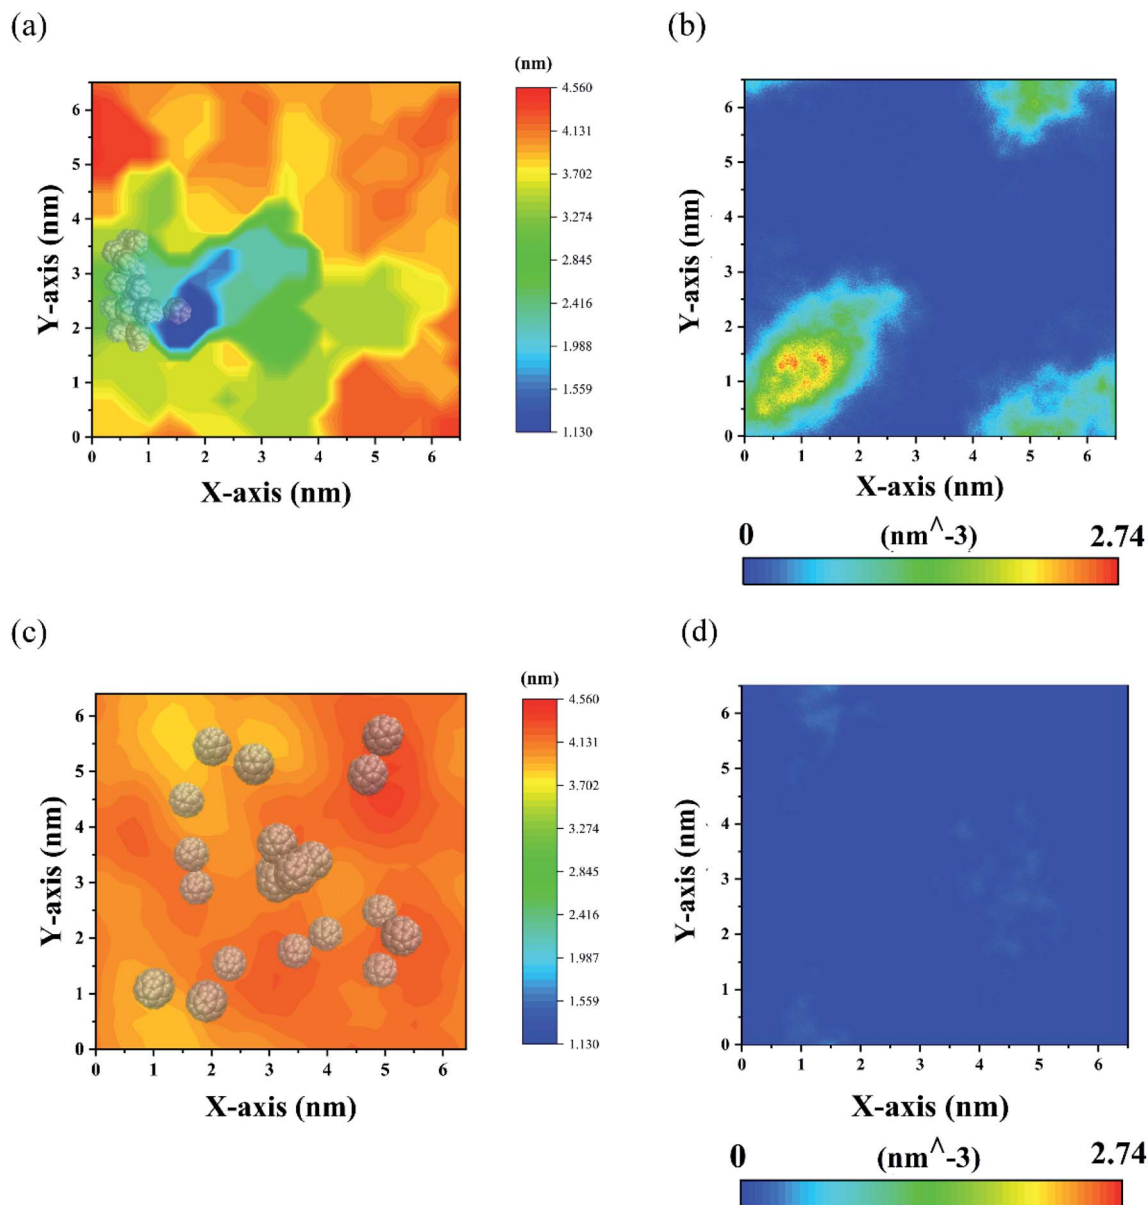 (a)
(nm)
4.560
4.131
3.702
3.274
2.845
2.416
1.988
1.559
1.130
Y-axis (nm)
6
5
4
3
2
1
0
0 1 2 3 4 5 6
X-axis (nm)
(b)
Y-axis (nm)
6
5
4
3
2
1
0
0 1 2 3 4 5 6
X-axis (nm)
0 (nm^-3) 2.74
(c)
(nm)
4.560
4.131
3.702
3.274
2.845
2.416
1.987
1.559
1.130
Y-axis (nm)
6
5
4
3
2
1
0
0 1 2 3 4 5 6
X-axis (nm)
(d)
Y-axis (nm)
6
5
4
3
2
1
0
0 1 2 3 4 5 6
X-axis (nm)
0 (nm^-3) 2.74